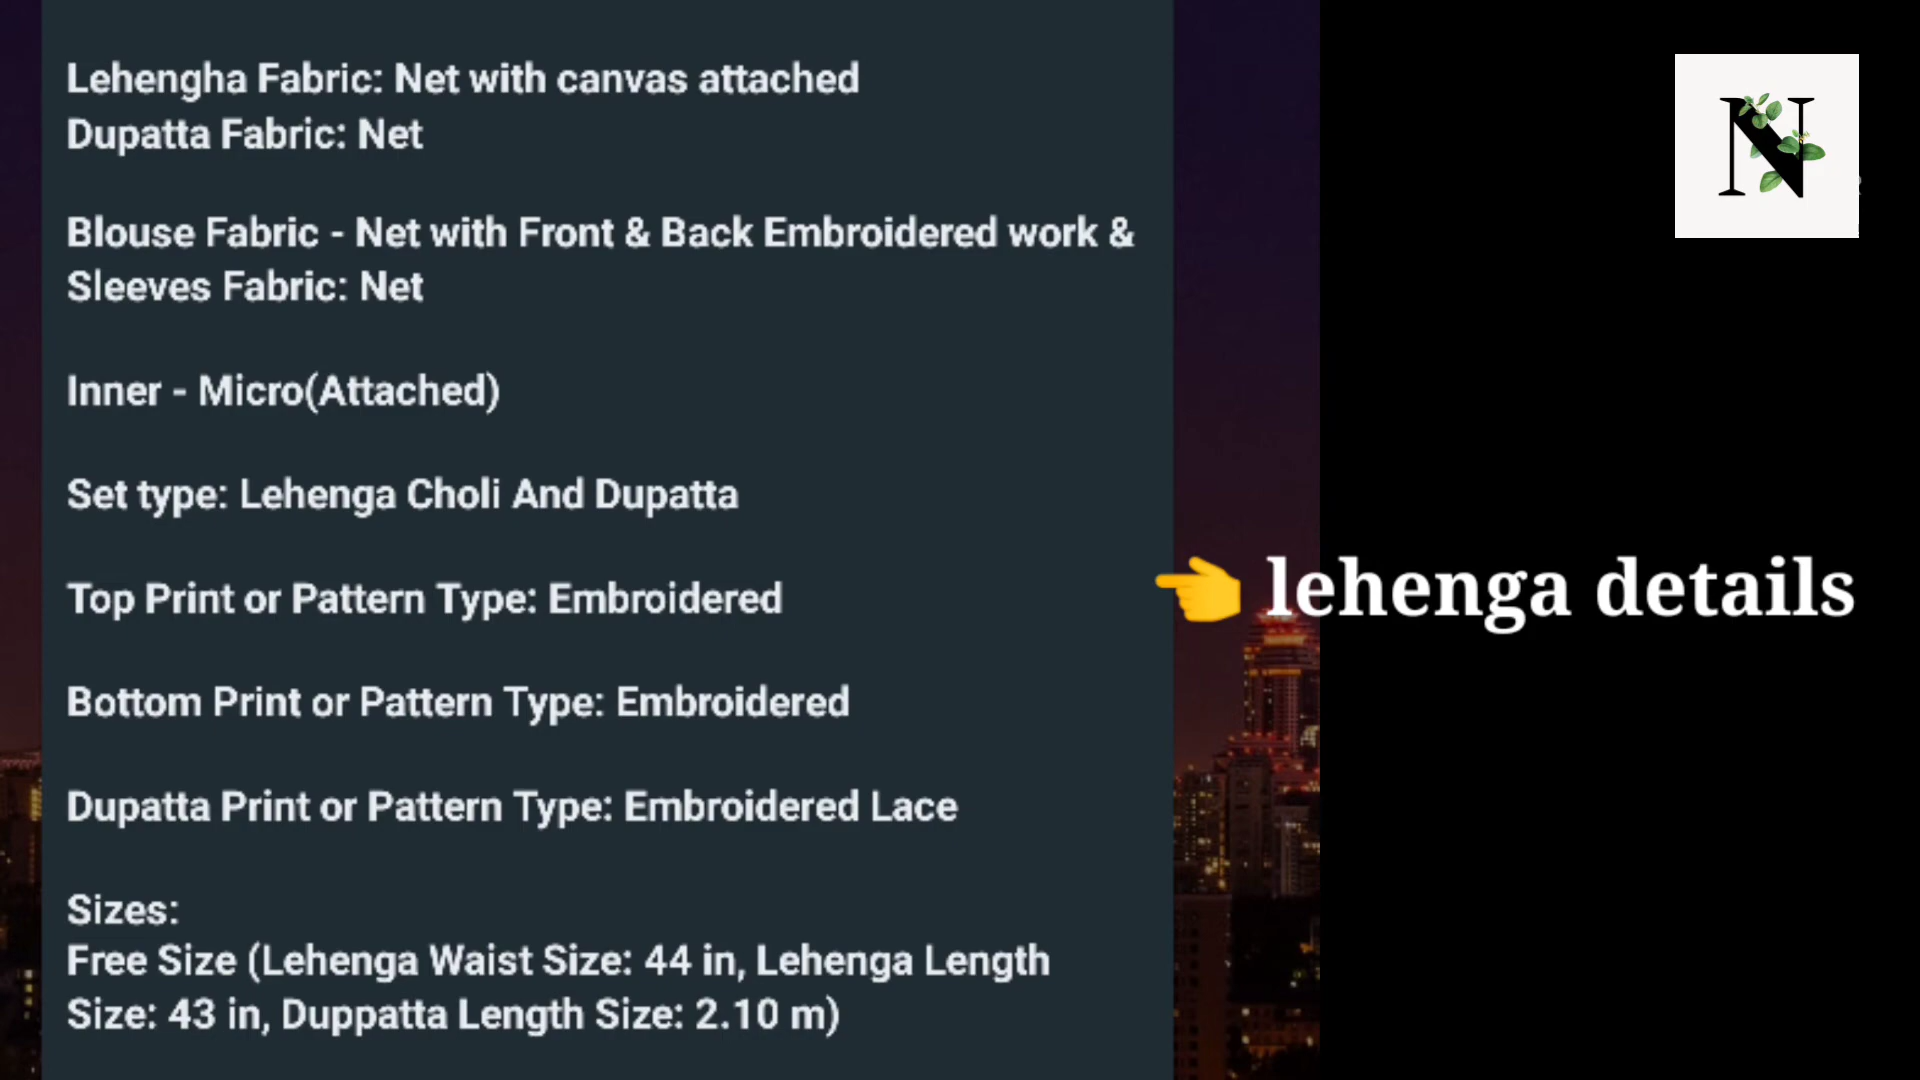 Lehengha Fabric: Net with canvas attached
Dupatta Fabric: Net
Blouse Fabric - Net with Front & Back Embroidered work &
Sleeves Fabric: Net
Inner - Micro(Attached)
Set type: Lehenga Choli And Dupatta
Top Print or Pattern Type: Embroidered
Bottom Print or Pattern Type: Embroidered
Dupatta Print or Pattern Type: Embroidered Lace
Sizes:
Free Size (Lehenga Waist Size: 44 in, Lehenga Length
Size: 43 in, Duppatta Length Size: 2.10 m)
👈 lehenga details
N